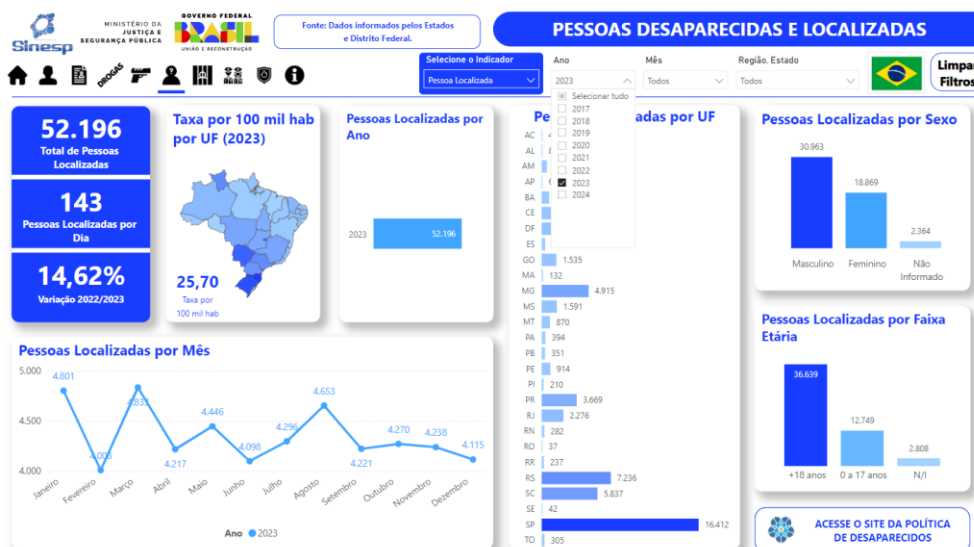 Sinesp
MINISTÉRIO DA
JUSTIÇA E
SEGURANÇA PÚBLICA
GOVERNO FEDERAL
BRASIL
UNIÃO E RECONSTRUÇÃO
Fonte: Dados informados pelos Estados
e Distrito Federal.
PESSOAS DESAPARECIDAS E LOCALIZADAS
DROGAS
Selecione o Indicador
Pessoa Localizada
Ano
2023
Mês
Todos
Região, Estado
Todos
Limpar
Filtros
Selecionar tudo
2017
2018
2019
2020
2021
2022
2023
2024
52.196
Total de Pessoas
Localizadas
143
Pessoas Localizadas por
Dia
14,62%
Variação 2022/2023
Taxa por 100 mil hab
por UF (2023)
25,70
Taxa por
100 mil hab
Pessoas Localizadas por
Ano
2023 52.196
Pe adas por UF
AC
AL
AM
AP
BA
CE
DF
ES
GO 1.535
MA 132
MG 4.915
MS 1.591
MT 870
PA 394
PB 351
PE 914
PI 210
PR 3.669
RJ 2.276
RN 282
RO 37
RR 237
RS 7.236
SC 5.837
SE 42
SP 16.412
TO 305
Pessoas Localizadas por Sexo
30.963
18.869
2.364
Masculino Feminino Não
Informado
Pessoas Localizadas por Faixa
Etária
36.639
12.749
2.808
+18 anos 0 a 17 anos N/I
Pessoas Localizadas por Mês
5.000
4.500
4.000
4.801
4.833
4.217
4.446
4.098
4.296
4.653
4.221
4.270
4.238
4.115
Janeiro Fevereiro Março Abril Maio Junho Julho Agosto Setembro Outubro Novembro Dezembro
Ano 2023
ACESSE O SITE DA POLÍTICA
DE DESAPARECIDOS